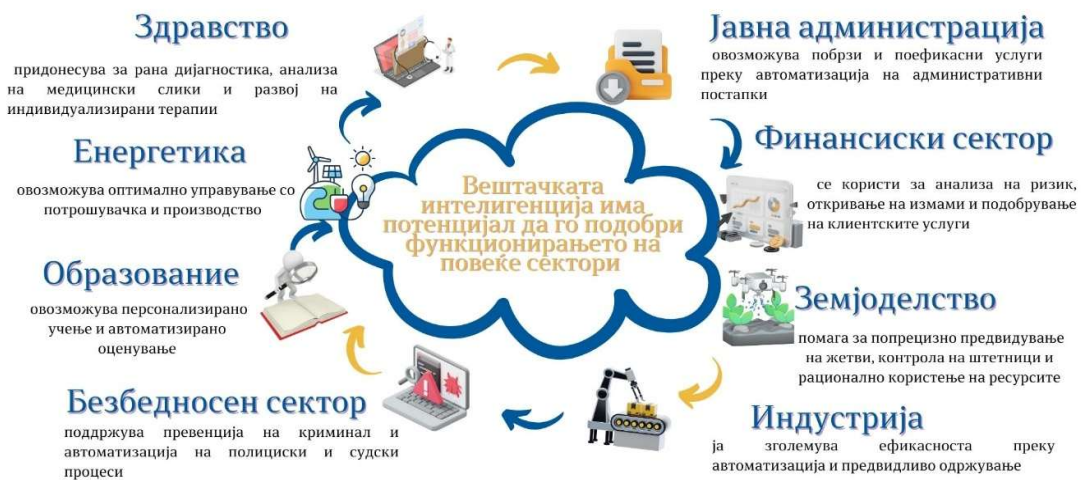 Здравство
придонесува за рана дијагностика, анализа
на медицински слики и развој на
индивидуализирани терапии
Јавна администрација
овозможува побрзи и поефикасни услуги
преку автоматизација на административни
постапки
Финансиски сектор
се користи за анализа на ризик,
откривање на измами и подобрување
на клиентските услуги
Земјоделство
помага за попрецизно предвидување
на жетви, контрола на штетници и
рационално користење на ресурсите
Индустрија
ја зголемува ефикасноста преку
автоматизација и предвидливо одржување
Безбедносен сектор
поддржува превенција на криминал и
автоматизација на полициски и судски
процеси
Образование
овозможува персонализирано
учење и автоматизирано
оценување
Енергетика
овозможува оптимално управување со
потрошувачка и производство
Вештачката
интелигенција има
потенцијал да го подобри
функционирањето на
повеќе сектори